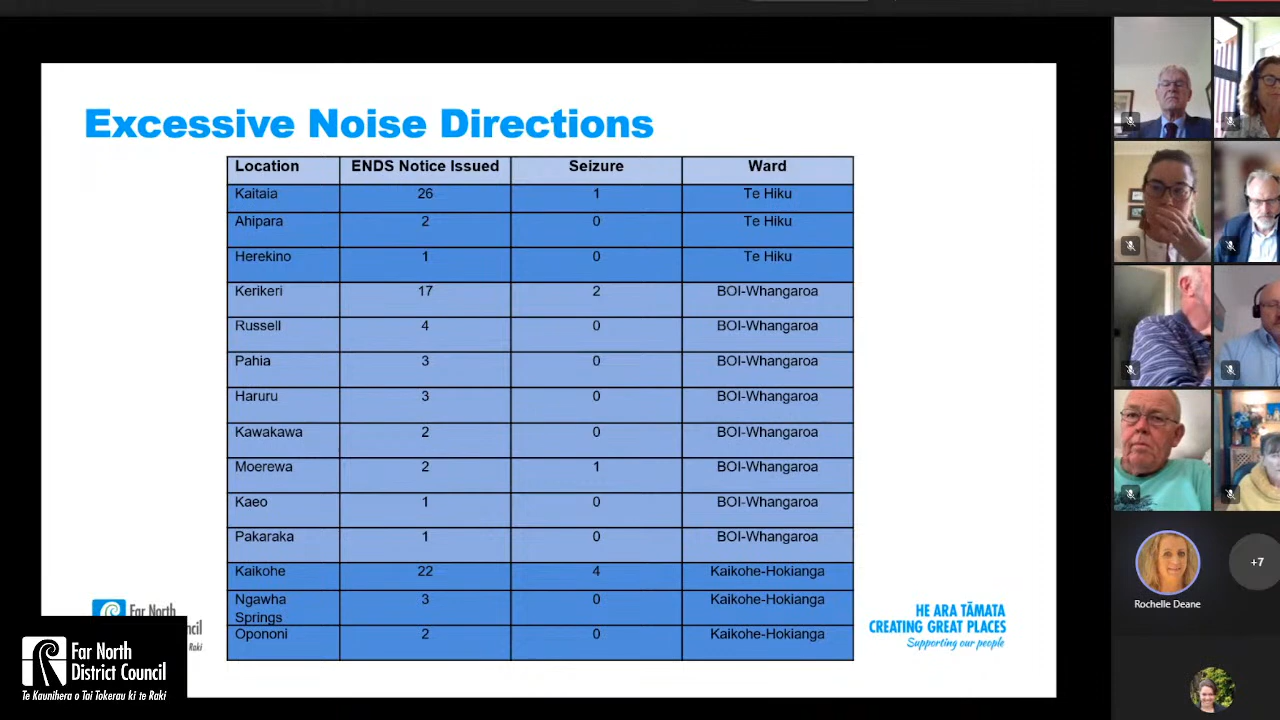 Excessive Noise Directions
Location ENDS Notice Issued Seizure Ward
Kaitaia 26 1 Te Hiku
Ahipara 2 0 Te Hiku
Herekino 1 0 Te Hiku
Kerikeri 17 2 BOI-Whangaroa
Russell 4 0 BOI-Whangaroa
Pahia 3 0 BOI-Whangaroa
Haruru 3 0 BOI-Whangaroa
Kawakawa 2 0 BOI-Whangaroa
Moerewa 2 1 BOI-Whangaroa
Kaeo 1 0 BOI-Whangaroa
Pakaraka 1 0 BOI-Whangaroa
Kaikohe 22 4 Kaikohe-Hokianga
Ngawha Springs 3 0 Kaikohe-Hokianga
Opononi 2 0 Kaikohe-Hokianga
Far North
HE ARA TĀMATA
CREATING GREAT PLACES
Supporting our people
Far North
District Council
Te Kaunihera o Tai Tokerau ki te Raki
+7
Rochelle Deane